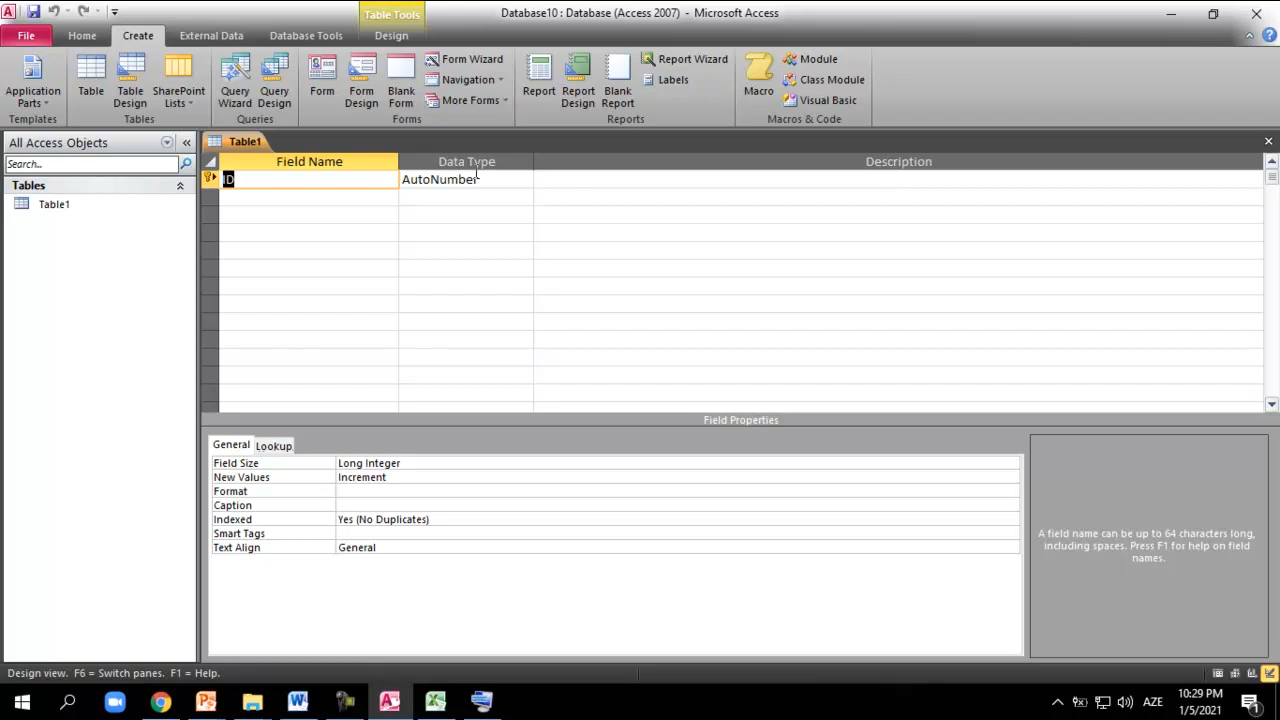 Table Tools
Database10 : Database (Access 2007) - Microsoft Access
File
Home
Create
External Data
Database Tools
Design
Application Parts
Templates
Table
Table Design
SharePoint Lists
Tables
Query Wizard
Query Design
Queries
Form
Form Design
Blank Form
Form Wizard
Navigation
More Forms
Forms
Report
Report Design
Blank Report
Report Wizard
Labels
Reports
Macro
Module
Class Module
Visual Basic
Macros & Code
All Access Objects
Search...
Tables
Table1
Table1
Field Name
Data Type
Description
ID
AutoNumber
Field Properties
General
Lookup
Field Size
Long Integer
New Values
Increment
Format
Caption
Indexed
Yes (No Duplicates)
Smart Tags
Text Align
General
A field name can be up to 64 characters long,
including spaces. Press F1 for help on field
names.
Design view. F6 = Switch panes. F1 = Help.
AZE
10:29 PM
1/5/2021